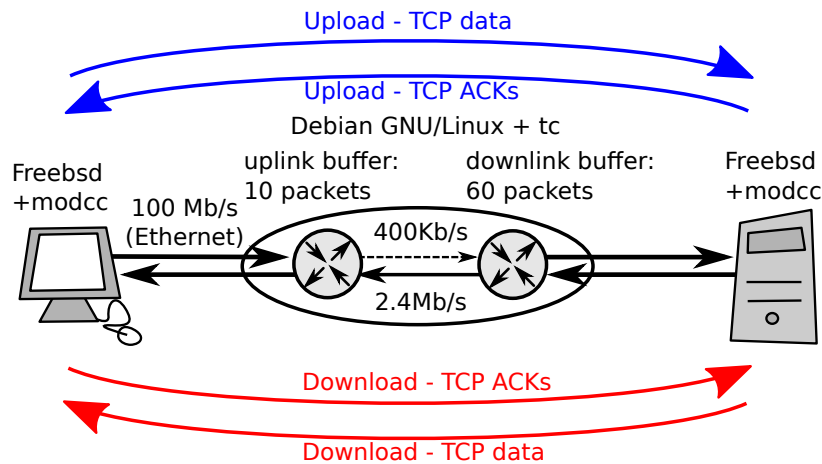 Upload - TCP data
Upload - TCP ACKs
Debian GNU/Linux + tc
uplink buffer:
10 packets
downlink buffer:
60 packets
Freebsd
+modcc
Freebsd
+modcc
100 Mb/s
(Ethernet)
400Kb/s
2.4Mb/s
Download - TCP ACKs
Download - TCP data